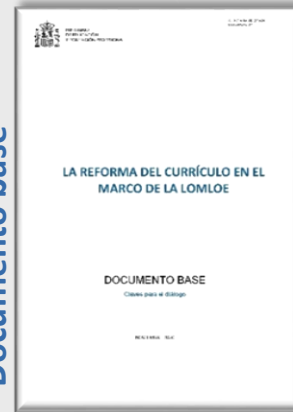 Documento base
LA REFORMA DEL CURRÍCULO EN EL
MARCO DE LA LOMLOE
DOCUMENTO BASE
Claves para el diálogo